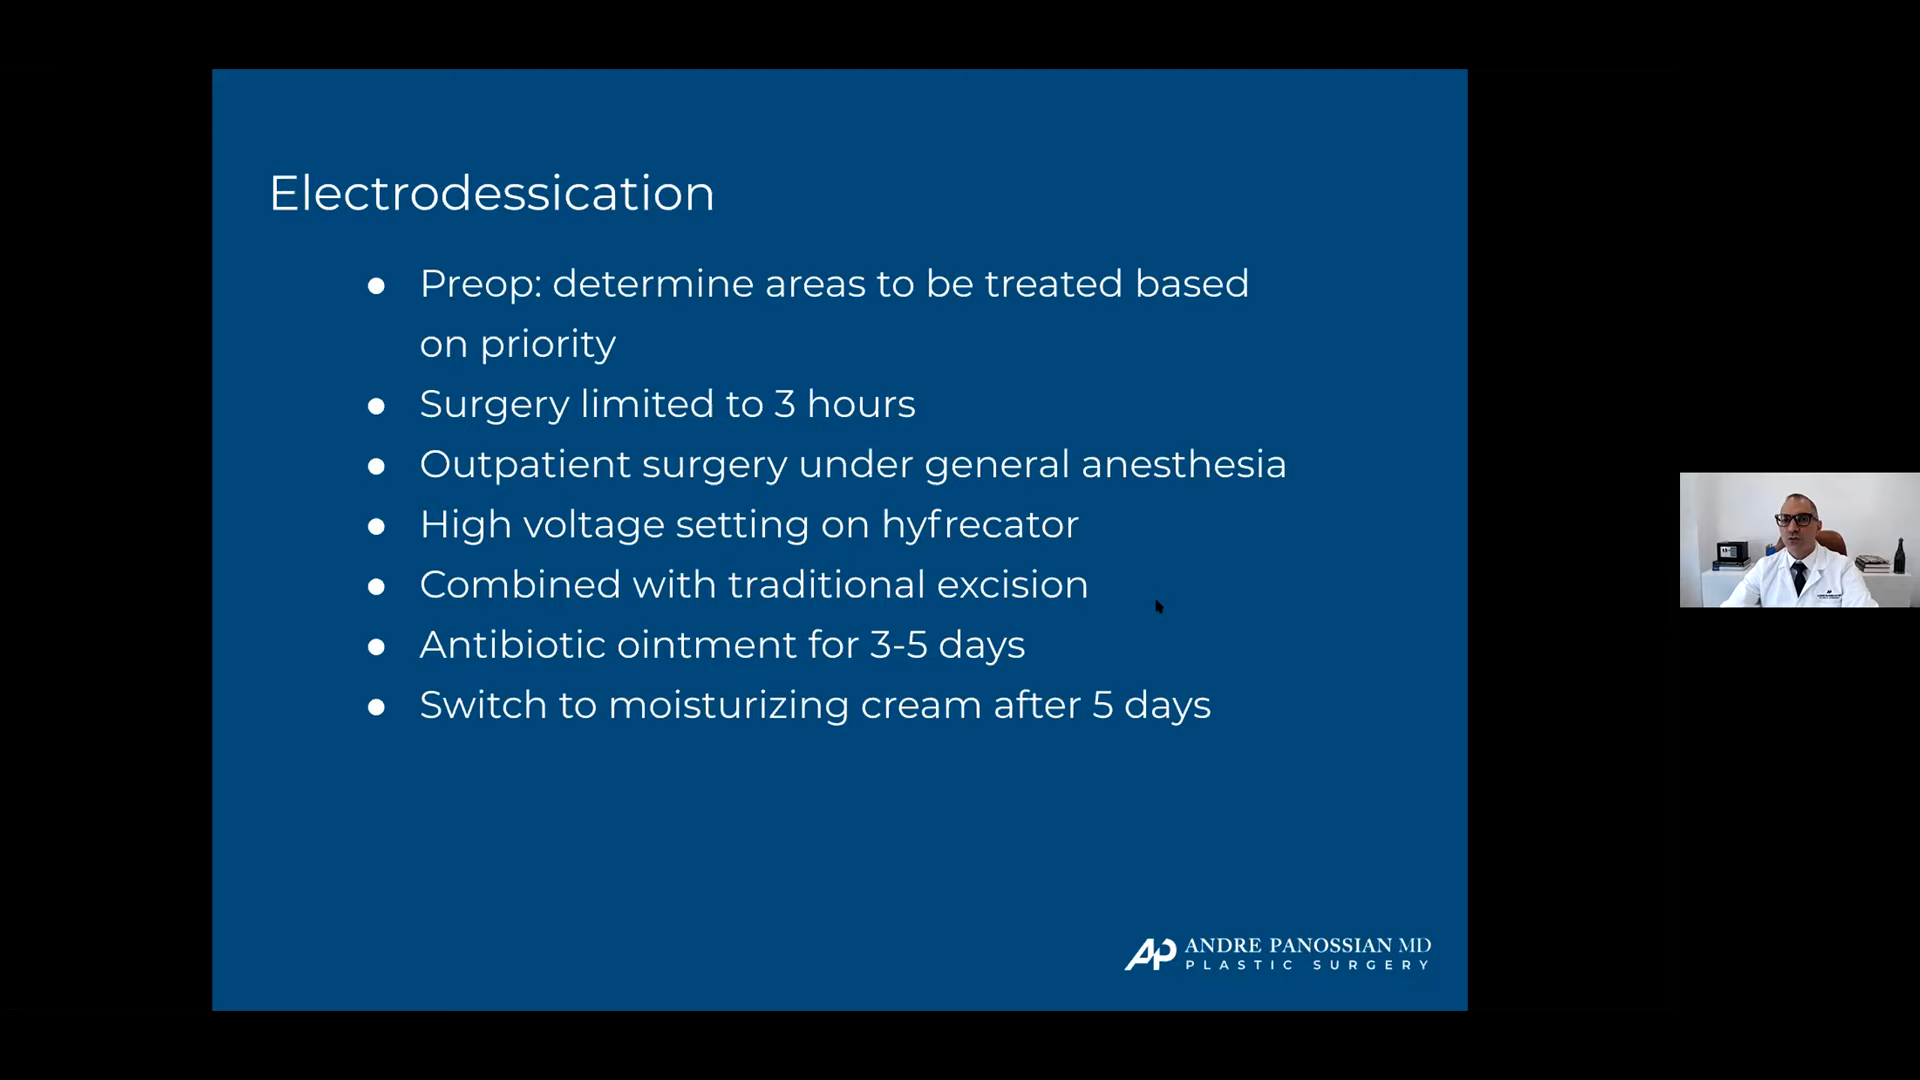 Electrodessication
● Preop: determine areas to be treated based
on priority
● Surgery limited to 3 hours
● Outpatient surgery under general anesthesia
● High voltage setting on hyfrecator
● Combined with traditional excision
● Antibiotic ointment for 3-5 days
● Switch to moisturizing cream after 5 days
AP ANDRE PANOSSIAN MD
PLASTIC SURGERY